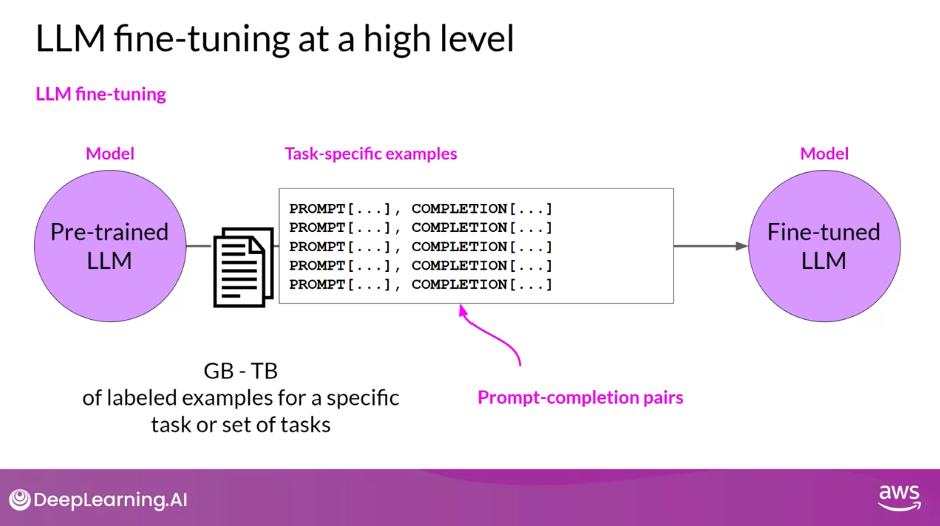 LLM fine-tuning at a high level
LLM fine-tuning
Model
Task-specific examples
Model
Pre-trained
LLM
PROMPT[...], COMPLETION[...]
PROMPT[...], COMPLETION[...]
PROMPT[...], COMPLETION[...]
PROMPT[...], COMPLETION[...]
PROMPT[...], COMPLETION[...]
Fine-tuned
LLM
GB - TB
of labeled examples for a specific
task or set of tasks
Prompt-completion pairs
DeepLearning.AI
aws